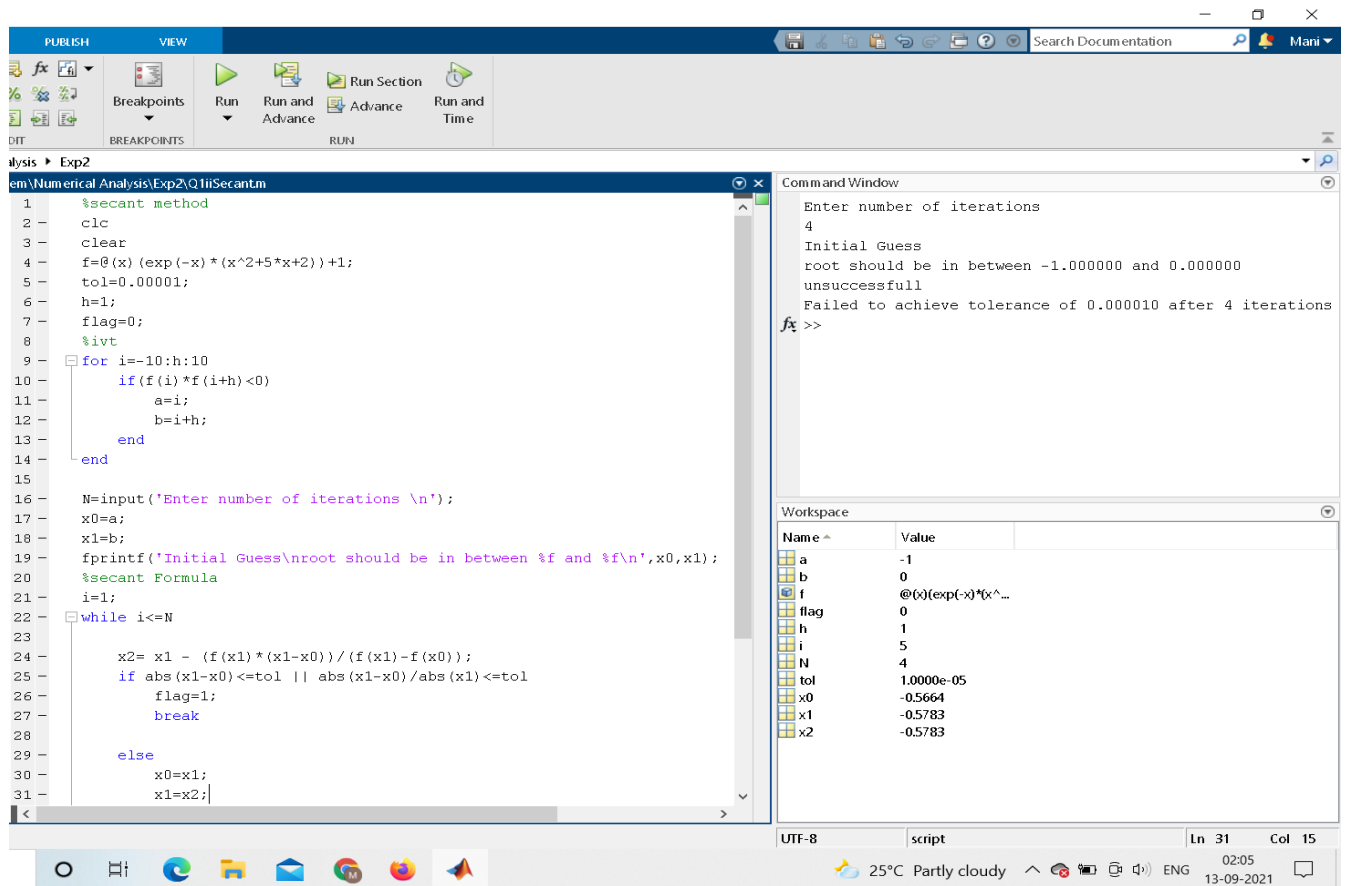 PUBLISH VIEW
Search Documentation
Mani
fx
Breakpoints
Run
Run and Advance
Run Section
Advance
Run and Time
DIT
BREAKPOINTS
RUN
alysis Exp2
em\Numerical Analysis\Exp2\Q1iiSecant.m
1 %secant method
2 - clc
3 - clear
4 - f=@(x)(exp(-x)*(x^2+5*x+2))+1;
5 - tol=0.00001;
6 - h=1;
7 - flag=0;
8 %ivt
9 - for i=-10:h:10
10 - if(f(i)*f(i+h)<0)
11 - a=i;
12 - b=i+h;
13 - end
14 - end
15
16 - N=input('Enter number of iterations \n');
17 - x0=a;
18 - x1=b;
19 - fprintf('Initial Guess\nroot should be in between %f and %f\n',x0,x1);
20 %secant Formula
21 - i=1;
22 - while i<=N
23
24 - x2= x1 - (f(x1)*(x1-x0))/(f(x1)-f(x0));
25 - if abs(x1-x0)<=tol || abs(x1-x0)/abs(x1)<=tol
26 - flag=1;
27 - break
28
29 - else
30 - x0=x1;
31 - x1=x2;
Command Window
Enter number of iterations
4
Initial Guess
root should be in between -1.000000 and 0.000000
unsuccessfull
Failed to achieve tolerance of 0.000010 after 4 iterations
fx >>
Workspace
Name Value
a -1
b 0
f @(x)(exp(-x)*(x^...
flag 0
h 1
i 5
N 4
tol 1.0000e-05
x0 -0.5664
x1 -0.5783
x2 -0.5783
UTF-8 script Ln 31 Col 15
25°C Partly cloudy
ENG
02:05
13-09-2021